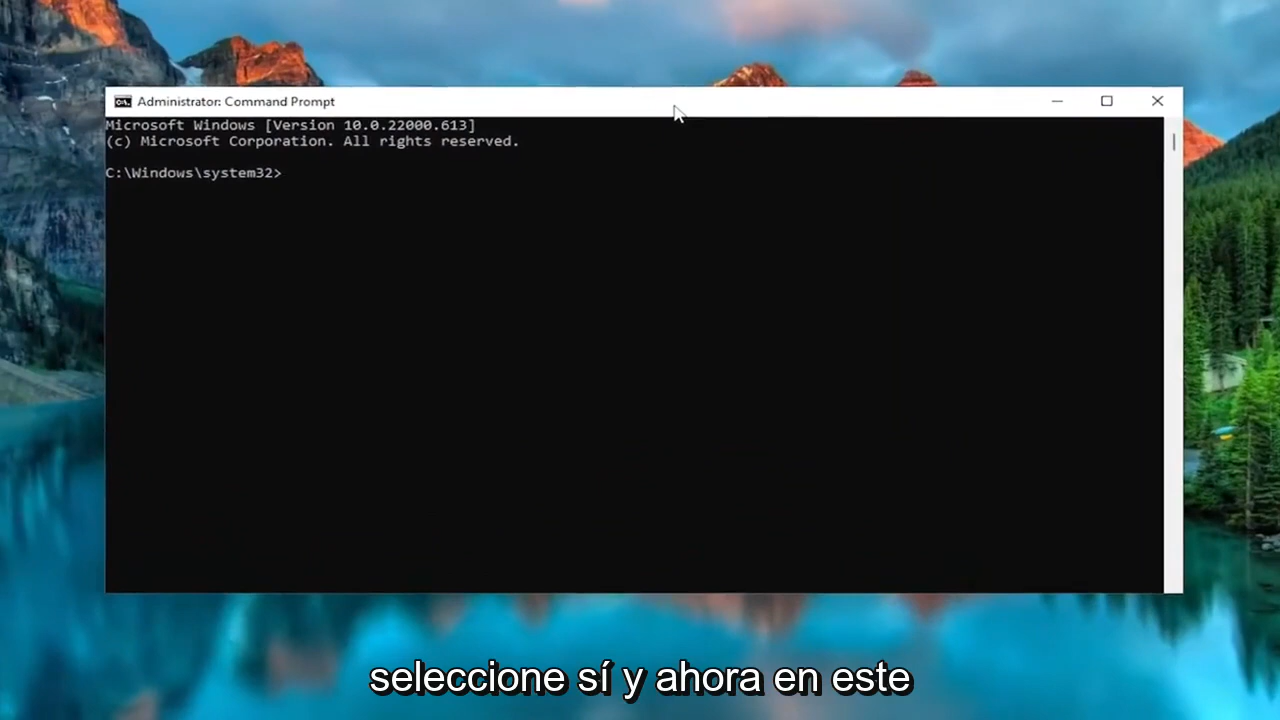 Administrator: Command Prompt
Microsoft Windows [Version 10.0.22000.613]
(c) Microsoft Corporation. All rights reserved.
C:\Windows\system32>
seleccione sí y ahora en este